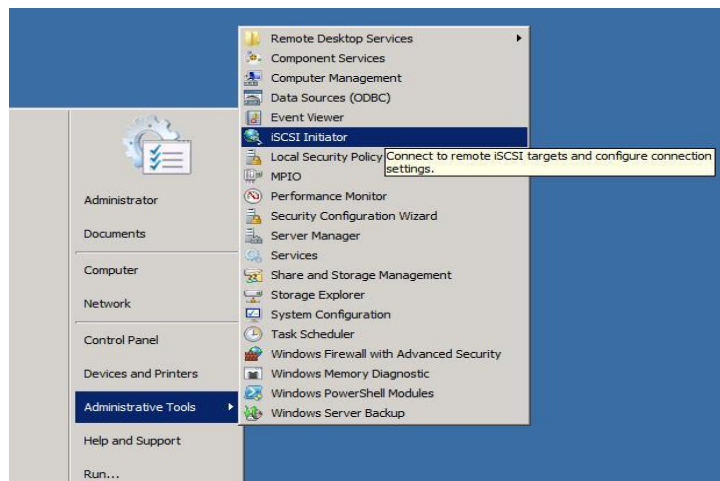 Remote Desktop Services
Component Services
Computer Management
Data Sources (ODBC)
Event Viewer
iSCSI Initiator
Local Security Policy
Connect to remote iSCSI targets and configure connection
settings.
MPIO
Performance Monitor
Security Configuration Wizard
Server Manager
Services
Share and Storage Management
Storage Explorer
System Configuration
Task Scheduler
Windows Firewall with Advanced Security
Windows Memory Diagnostic
Windows PowerShell Modules
Windows Server Backup
Administrator
Documents
Computer
Network
Control Panel
Devices and Printers
Administrative Tools
Help and Support
Run...